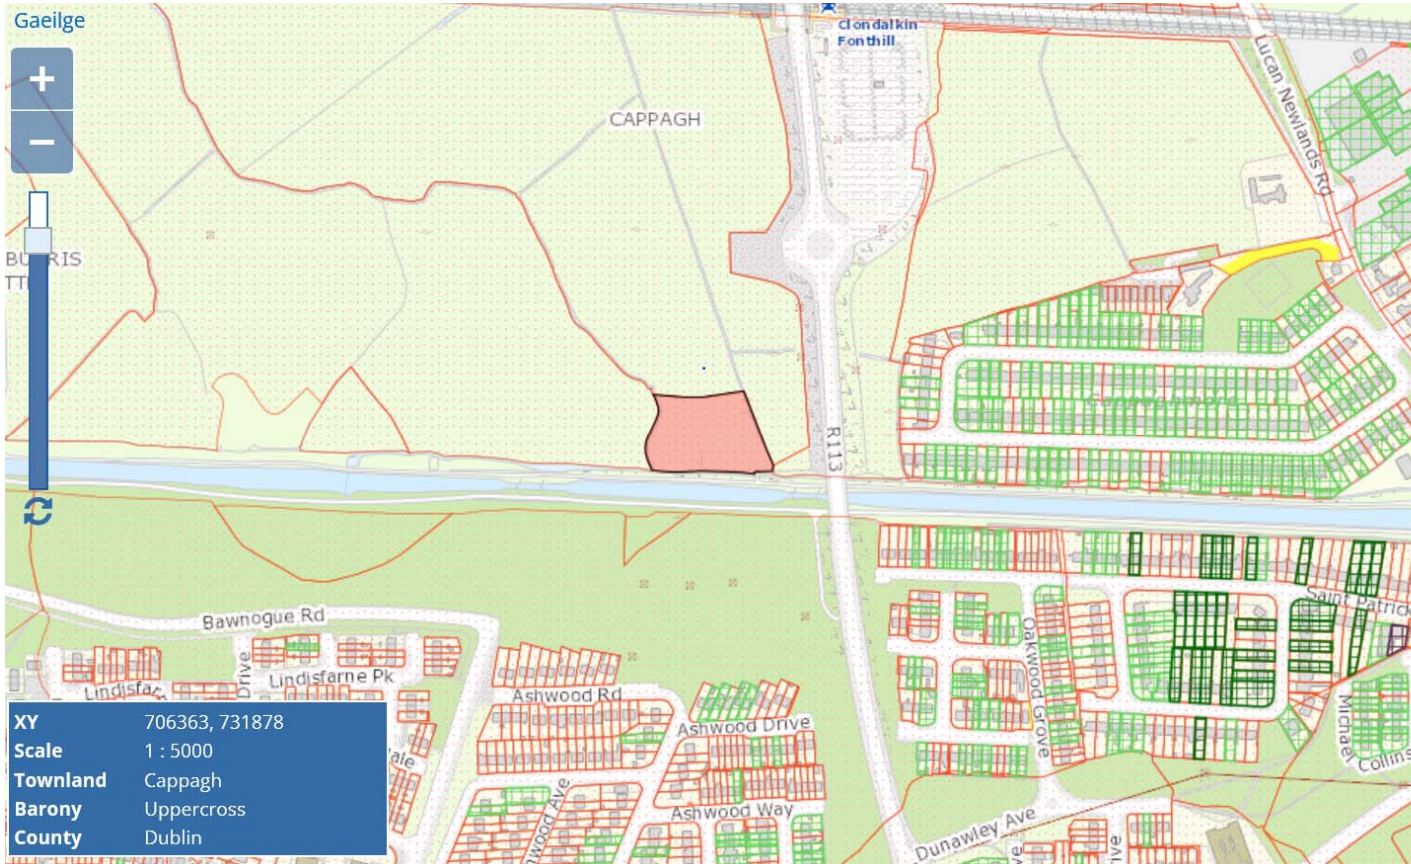 Gaeilge
+
−
Clondalkin
Fonthill
Lucan Newlands Rd
CAPPAGH
R113
Bawnogue Rd
Drive
Lindisfarne Pk
Ashwood Rd
Ashwood Drive
Ashwood Way
Oakwood Grove
Dunawley Ave
Saint Patrick
Michael
Collins
XY 706363, 731878
Scale 1 : 5000
Townland Cappagh
Barony Uppercross
County Dublin